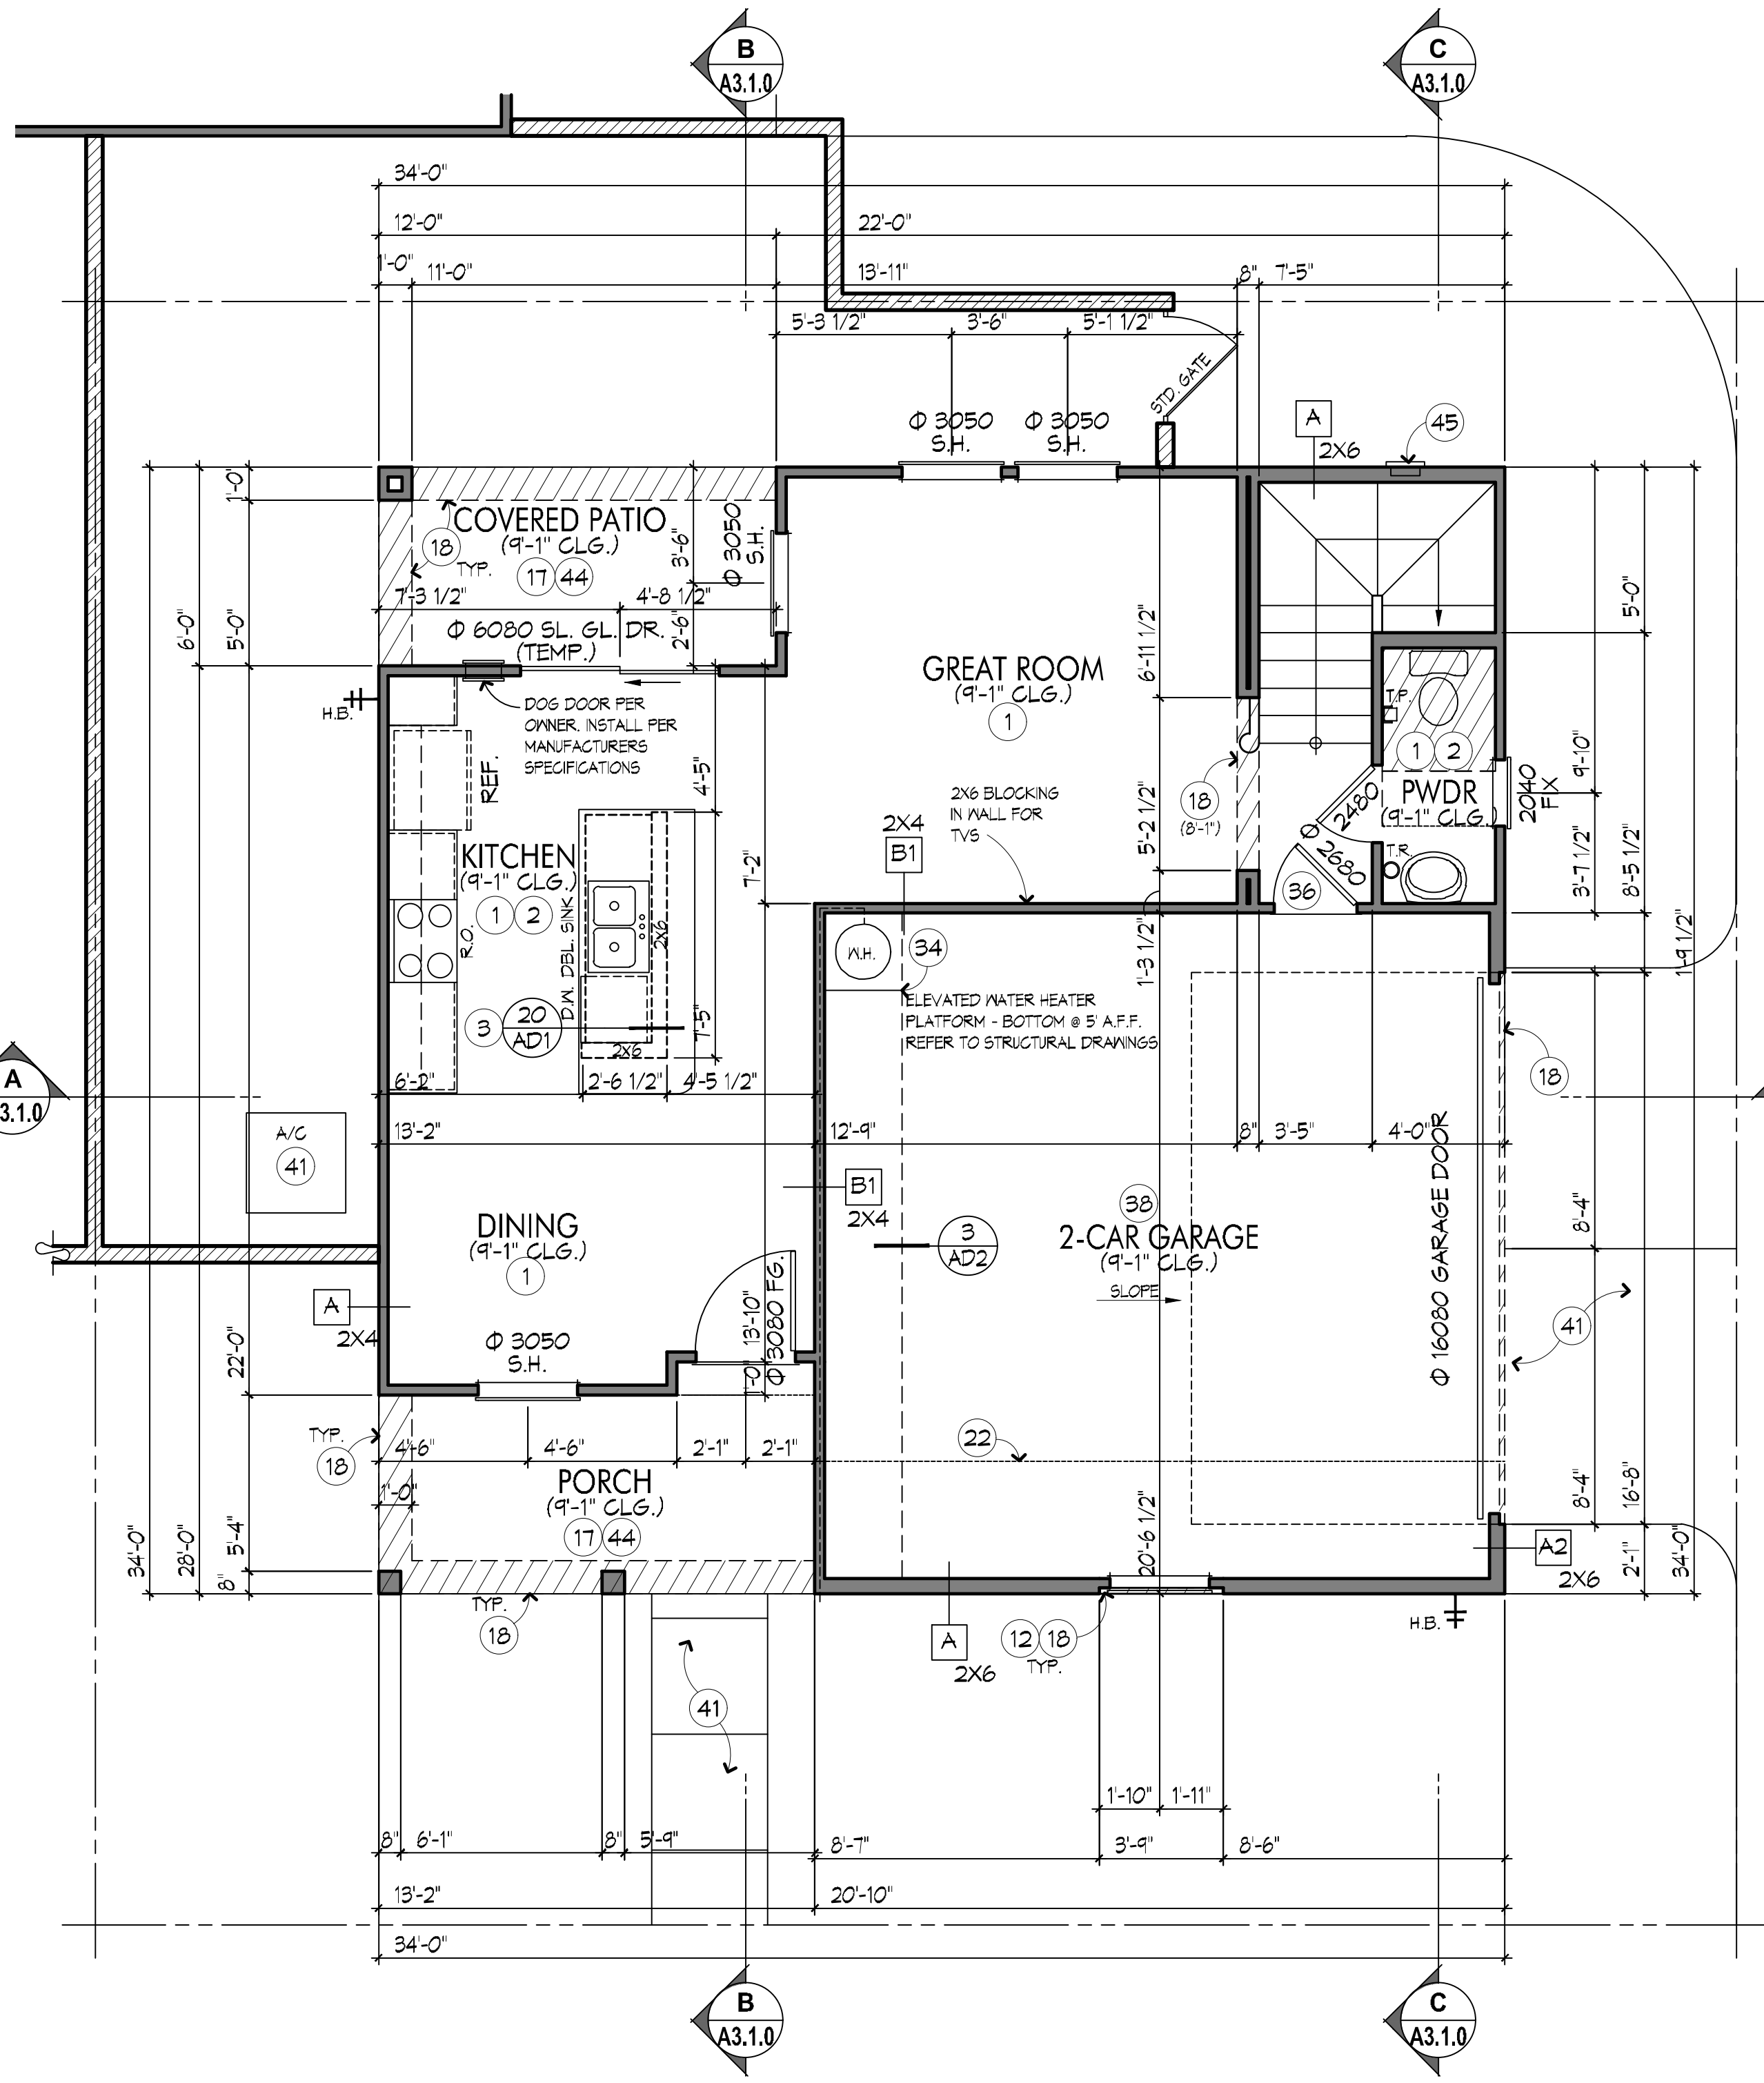 B
A3.1.0
C
A3.1.0
34'-0"
12'-0"
22'-0"
1'-0"
11'-0"
13'-11"
8"
7'-5"
5'-3 1/2"
3'-6"
5'-1 1/2"
STD. GATE
Φ 3050
S.H.
Φ 3050
S.H.
A
2X6
45
1'-0"
COVERED PATIO
(9'-1" CLG.)
18
TYP.
17
44
3'-6"
Φ 3050
S.H.
7'-3 1/2"
4'-8 1/2"
Φ 6080 SL. GL. DR.
(TEMP.)
2'-6"
6'-0"
5'-0"
5'-0"
6'-11 1/2"
GREAT ROOM
(9'-1" CLG.)
1
H.B.
DOG DOOR PER
OWNER. INSTALL PER
MANUFACTURERS
SPECIFICATIONS
REF.
4'-5"
T.P.
1
2
PWDR
(9'-1" CLG.)
2040
FIX
9'-10"
2X6 BLOCKING
IN WALL FOR
TVS
18
(8'-1")
5'-2 1/2"
Φ 2480
2680
T.R.
36
3'-7 1/2"
8'-5 1/2"
2X4
B1
KITCHEN
(9'-1" CLG.)
1
2
7'-2"
R.O.
D.W. DBL. SINK
2X6
W.H.
34
1'-3 1/2"
1'-9 1/2"
ELEVATED WATER HEATER
PLATFORM - BOTTOM @ 5' A.F.F.
REFER TO STRUCTURAL DRAWINGS
3
20
AD1
7'-5"
2X6
18
A
3.1.0
6'-2"
2'-6 1/2"
4'-5 1/2"
A/C
41
13'-2"
12'-9"
8"
3'-5"
4'-0"
B1
2X4
DINING
(9'-1" CLG.)
1
38
2-CAR GARAGE
(9'-1" CLG.)
SLOPE
3
AD2
Φ 16080 GARAGE DOOR
8'-4"
41
A
2X4
Φ 3050
S.H.
13'-10"
Φ 3080 FG.
1'-0"
22'-0"
TYP.
18
4'-6"
4'-6"
2'-1"
2'-1"
22
PORCH
(9'-1" CLG.)
17
44
1'-0"
34'-0"
28'-0"
5'-4"
8"
20'-6 1/2"
8'-4"
16'-8"
A2
2X6
2'-1"
34'-0"
TYP.
18
A
2X6
12
18
TYP.
H.B.
41
1'-10"
1'-11"
8"
6'-1"
8"
5'-9"
8'-7"
3'-9"
8'-6"
13'-2"
20'-10"
34'-0"
B
A3.1.0
C
A3.1.0